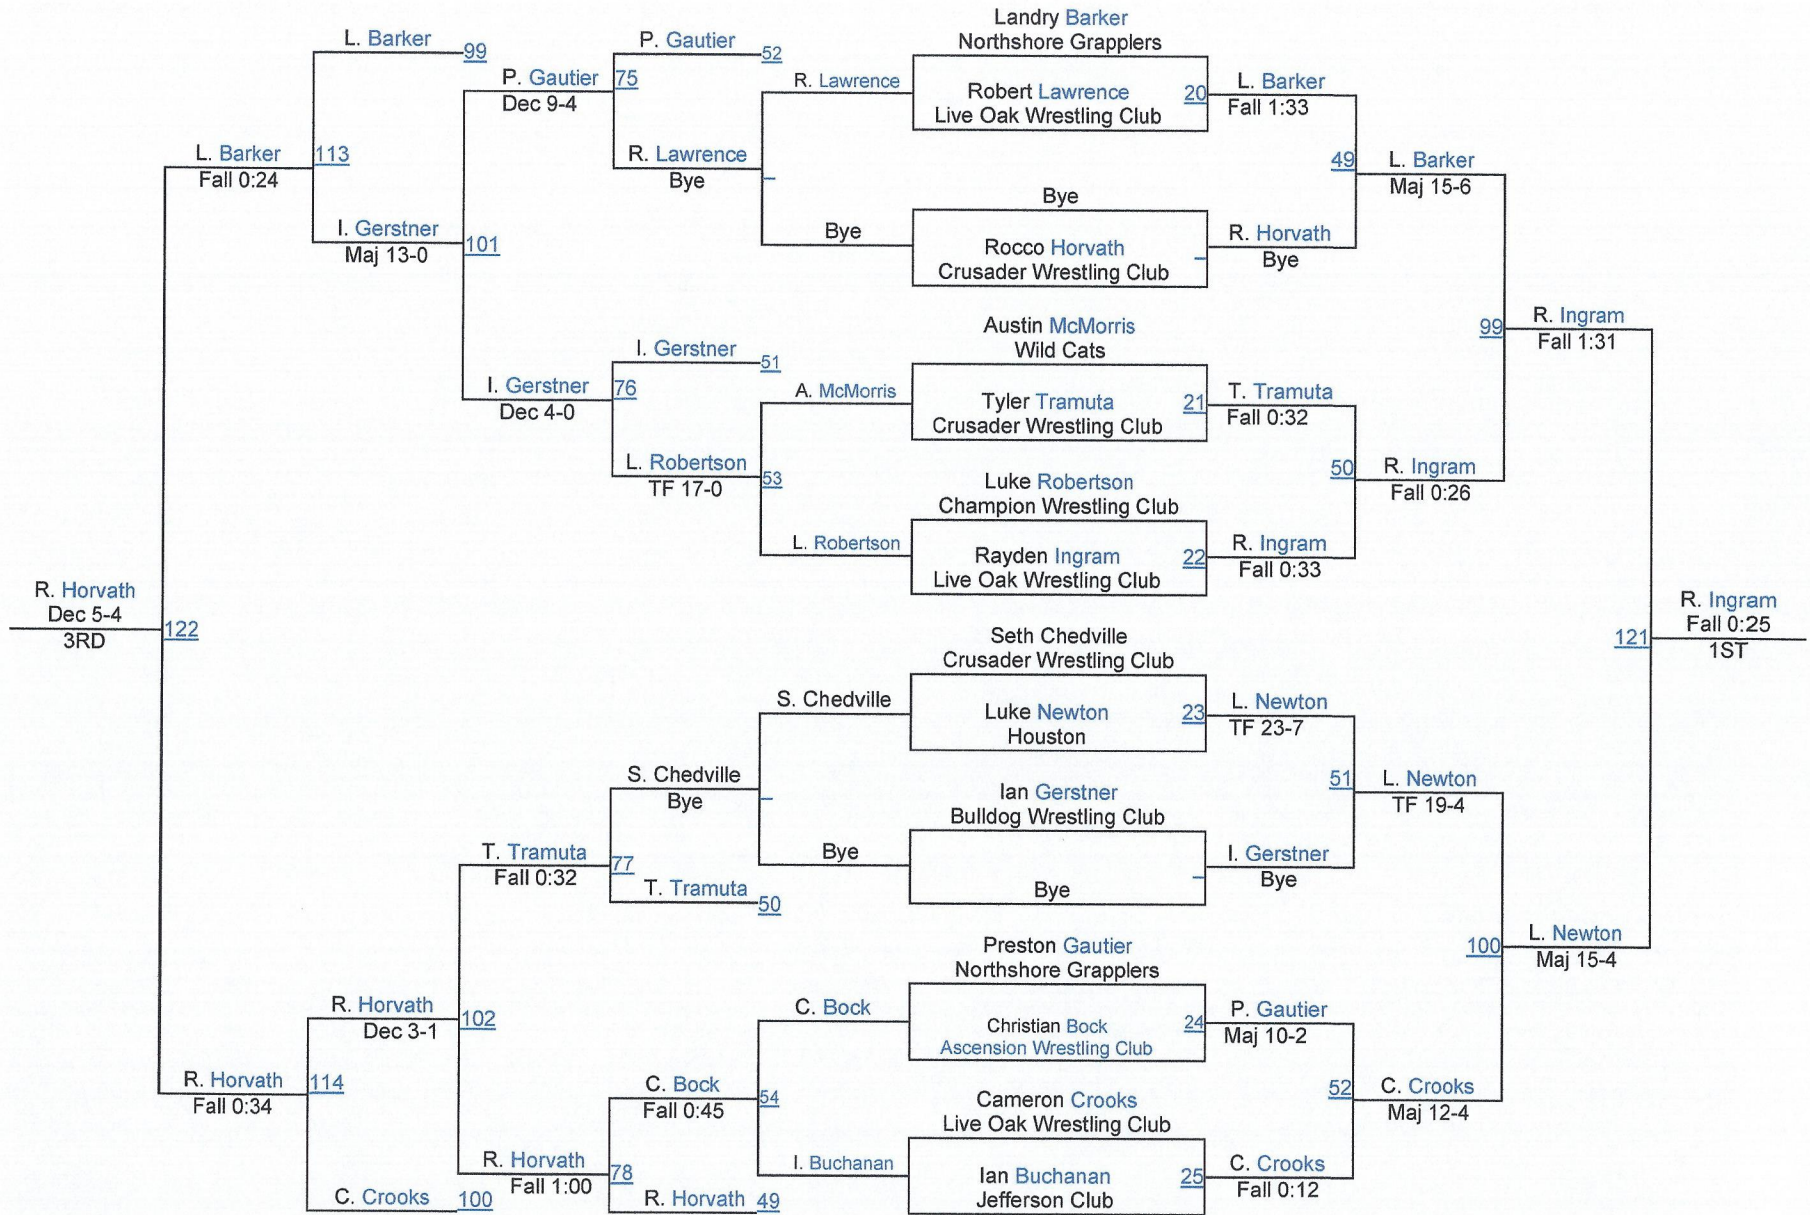 Landry Barker
Northshore Grapplers
Robert Lawrence 20
Live Oak Wrestling Club
Bye
Rocco Horvath
Crusader Wrestling Club
Austin McMorris
Wild Cats
Tyler Tramuta 21
Crusader Wrestling Club
Luke Robertson
Champion Wrestling Club
Rayden Ingram 22
Live Oak Wrestling Club
Seth Chedville
Crusader Wrestling Club
Luke Newton 23
Houston
Ian Gerstner
Bulldog Wrestling Club
Bye
Preston Gautier
Northshore Grapplers
Christian Bock 24
Ascension Wrestling Club
Cameron Crooks
Live Oak Wrestling Club
Ian Buchanan 25
Jefferson Club
L. Barker
Fall 1:33
49
R. Horvath
Bye
T. Tramuta
Fall 0:32
50
R. Ingram
Fall 0:33
L. Newton
TF 23-7
51
I. Gerstner
Bye
P. Gautier
Maj 10-2
52
C. Crooks
Fall 0:12
L. Barker
Maj 15-6
99
R. Ingram
Fall 0:26
L. Newton
TF 19-4
100
C. Crooks
Maj 12-4
R. Ingram
Fall 1:31
121
L. Newton
Maj 15-4
R. Ingram
Fall 0:25
1ST
R. Lawrence
Bye
A. McMorris
L. Robertson
S. Chedville
Bye
C. Bock
I. Buchanan
P. Gautier 52
R. Lawrence
Bye
I. Gerstner 51
L. Robertson 53
TF 17-0
S. Chedville
Bye
T. Tramuta 50
C. Bock 54
Fall 0:45
R. Horvath 49
P. Gautier 75
Dec 9-4
I. Gerstner 76
Dec 4-0
T. Tramuta 77
Fall 0:32
R. Horvath 78
Fall 1:00
L. Barker 99
I. Gerstner 101
Maj 13-0
R. Horvath 102
Dec 3-1
C. Crooks 100
L. Barker 113
Fall 0:24
R. Horvath 114
Fall 0:34
R. Horvath
Dec 5-4
122
3RD